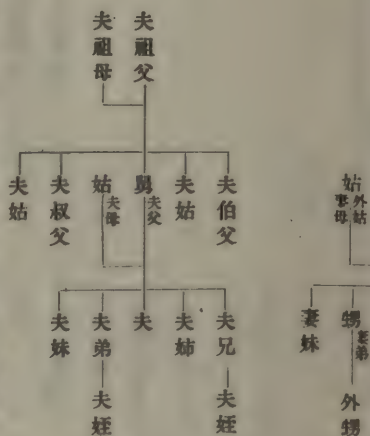 夫祖父
夫祖母
夫伯父
夫姑
舅 夫父
姑 夫母
夫叔父
夫姑
夫兄
夫姊
夫
夫弟
夫妹
夫姪
夫姪
姑 外姑 妻母
甥 妻弟
妻妹
外甥